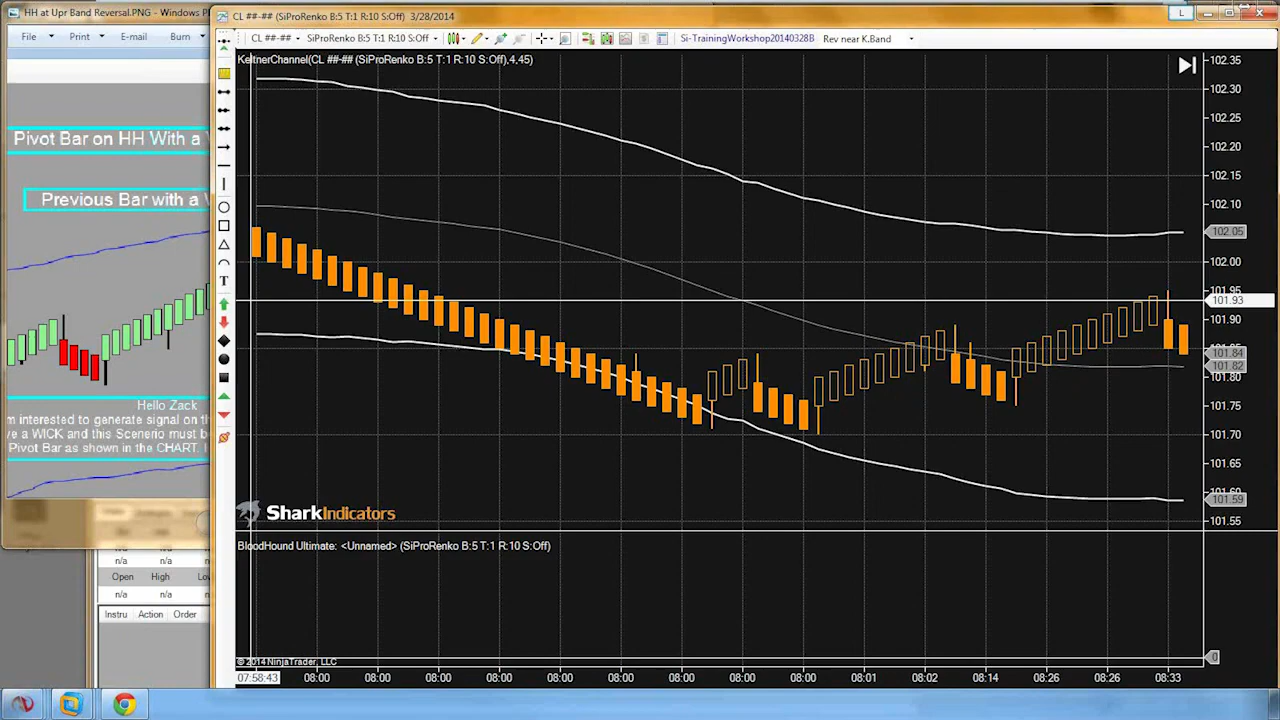 HH at Upr Band Reversal.PNG - Windows P
File Print E-mail Burn
Pivot Bar on HH With a
Previous Bar with a
Hello Zack
m interested to generate signal on th
ve a WICK and this Scenerio must be
Pivot Bar as shown in the CHART. I
n/a n/a n/a
Open High Lo
n/a n/a n/a
Instru Action Order
CL ##-## (SiProRenko B:5 T:1 R:10 S:Off) 3/28/2014
L
CL ##-## SiProRenko B:5 T:1 R:10 S:Off Si-TrainingWorkshop20140328B Rev near K.Band
KeltnerChannel(CL ##-## (SiProRenko B:5 T:1 R:10 S:Off),4.45)
T
102.35
102.30
102.25
102.20
102.15
102.10
102.05
102.00
101.95
101.93
101.90
101.84
101.82
101.80
101.75
101.70
101.65
101.60
101.59
101.55
SharkIndicators
BloodHound Ultimate: <Unnamed> (SiProRenko B:5 T:1 R:10 S:Off)
0
© 2014 NinjaTrader, LLC
07:58:43 08:00 08:00 08:00 08:00 08:00 08:00 08:00 08:00 08:00 08:01 08:02 08:14 08:26 08:26 08:33